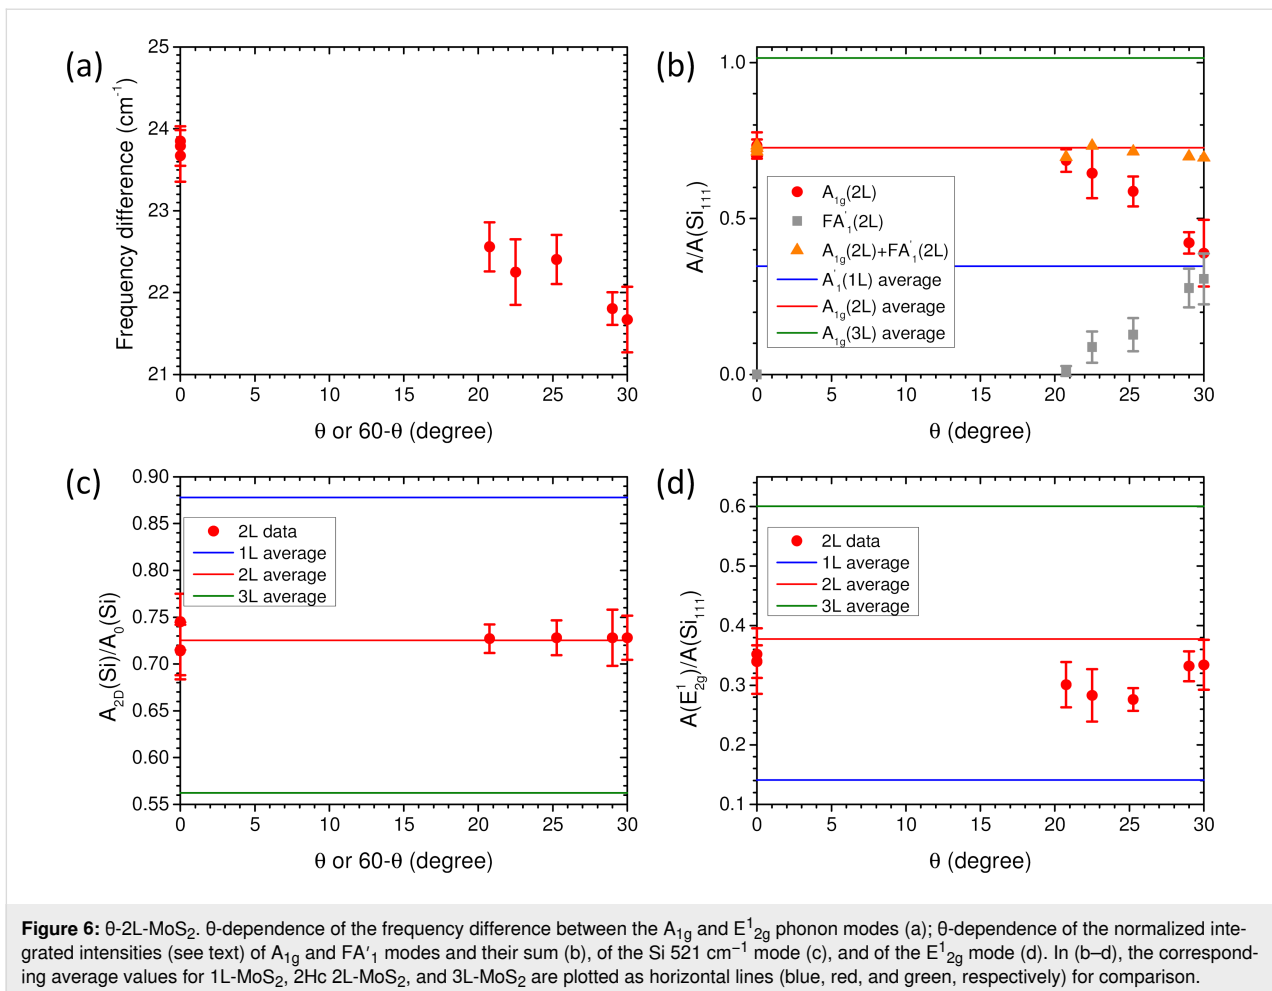 (a)
25
24
23
22
21
Frequency difference (cm⁻¹)
0 5 10 15 20 25 30
θ or 60-θ (degree)
(b)
1.0
0.5
0.0
A/A(Si₁₁₁)
A₁g(2L)
FA'₁(2L)
A₁g(2L)+FA'₁(2L)
A'₁(1L) average
A₁g(2L) average
A₁g(3L) average
0 5 10 15 20 25 30
θ (degree)
(c)
0.90
0.85
0.80
0.75
0.70
0.65
0.60
0.55
A₂D(Si)/A₀(Si)
2L data
1L average
2L average
3L average
0 5 10 15 20 25 30
θ or 60-θ (degree)
(d)
0.6
0.5
0.4
0.3
0.2
0.1
A(E¹₂g)/A(Si₁₁₁)
2L data
1L average
2L average
3L average
0 5 10 15 20 25 30
θ (degree)
Figure 6: θ-2L-MoS₂. θ-dependence of the frequency difference between the A₁g and E¹₂g phonon modes (a); θ-dependence of the normalized inte-
grated intensities (see text) of A₁g and FA′₁ modes and their sum (b), of the Si 521 cm⁻¹ mode (c), and of the E¹₂g mode (d). In (b–d), the correspond-
ing average values for 1L-MoS₂, 2Hc 2L-MoS₂, and 3L-MoS₂ are plotted as horizontal lines (blue, red, and green, respectively) for comparison.